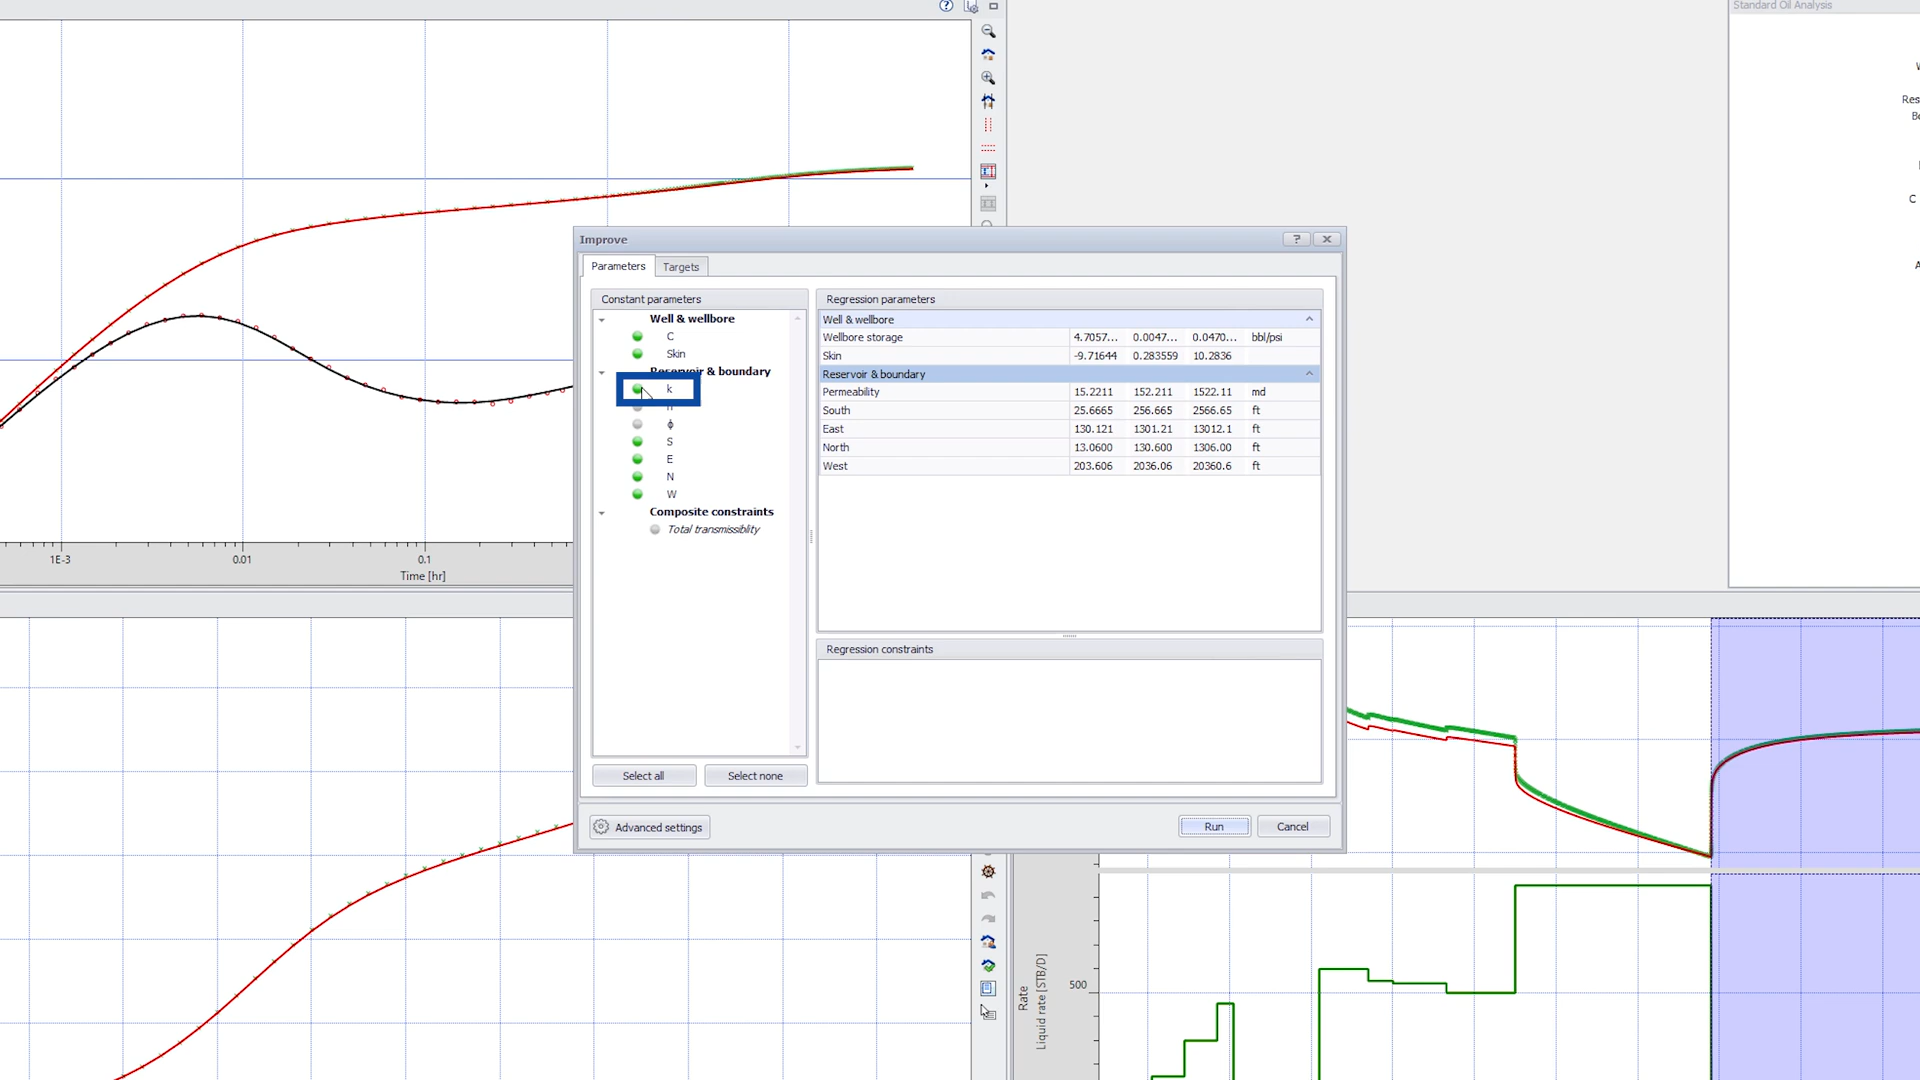 Standard Oil Analysis
Res
C
1E-3
0.01
0.1
Time [hr]
Improve
Parameters
Targets
Constant parameters
Well & wellbore
C
Skin
Reservoir & boundary
k
h
ϕ
S
E
N
W
Composite constraints
Total transmissiblity
Select all
Select none
Regression parameters
Well & wellbore
Wellbore storage 4.7057... 0.0047... 0.0470... bbl/psi
Skin -9.71644 0.283559 10.2836
Reservoir & boundary
Permeability 15.2211 152.211 1522.11 md
South 25.6665 256.665 2566.65 ft
East 130.121 1301.21 13012.1 ft
North 13.0600 130.600 1306.00 ft
West 203.606 2036.06 20360.6 ft
Regression constraints
Advanced settings
Run
Cancel
Rate
Liquid rate [STB/D]
500